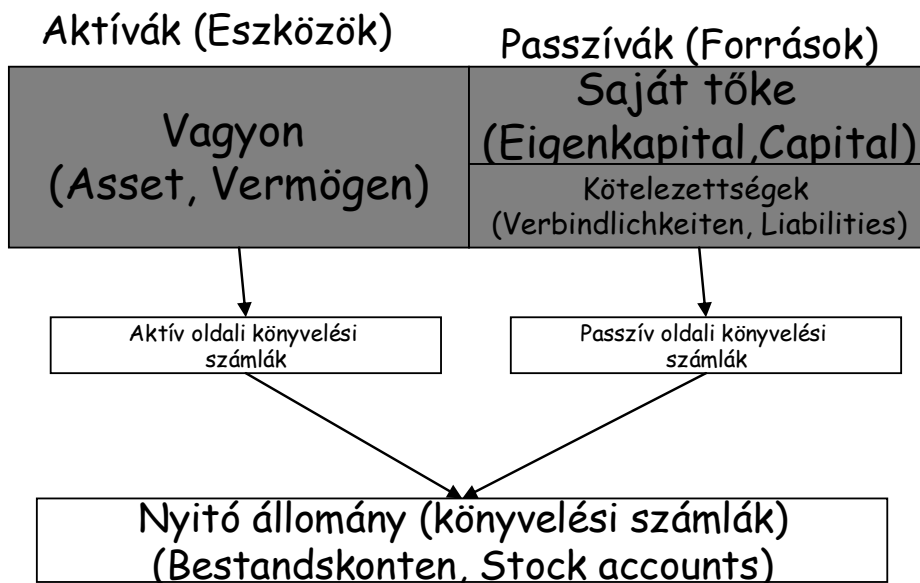 Aktívák (Eszközök)
Passzívák (Források)
Vagyon
(Asset, Vermögen)
Saját tőke
(Eigenkapital,Capital)
Kötelezettségek
(Verbindlichkeiten, Liabilities)
Aktív oldali könyvelési
számlák
Passzív oldali könyvelési
számlák
Nyitó állomány (könyvelési számlák)
(Bestandskonten, Stock accounts)